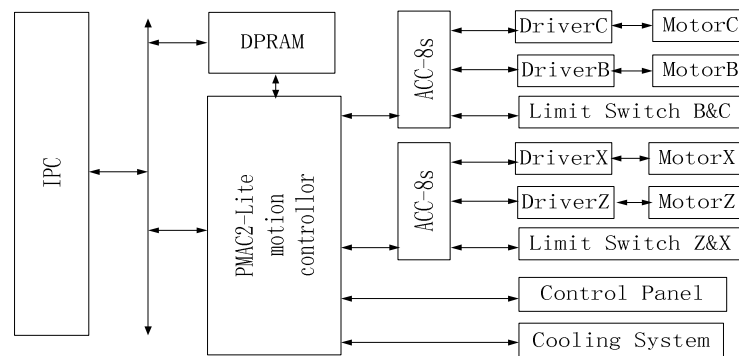 IPC
DPRAM
PMAC2-Lite
motion
controllor
ACC-8s
DriverC
MotorC
DriverB
MotorB
Limit Switch B&C
ACC-8s
DriverX
MotorX
DriverZ
MotorZ
Limit Switch Z&X
Control Panel
Cooling System